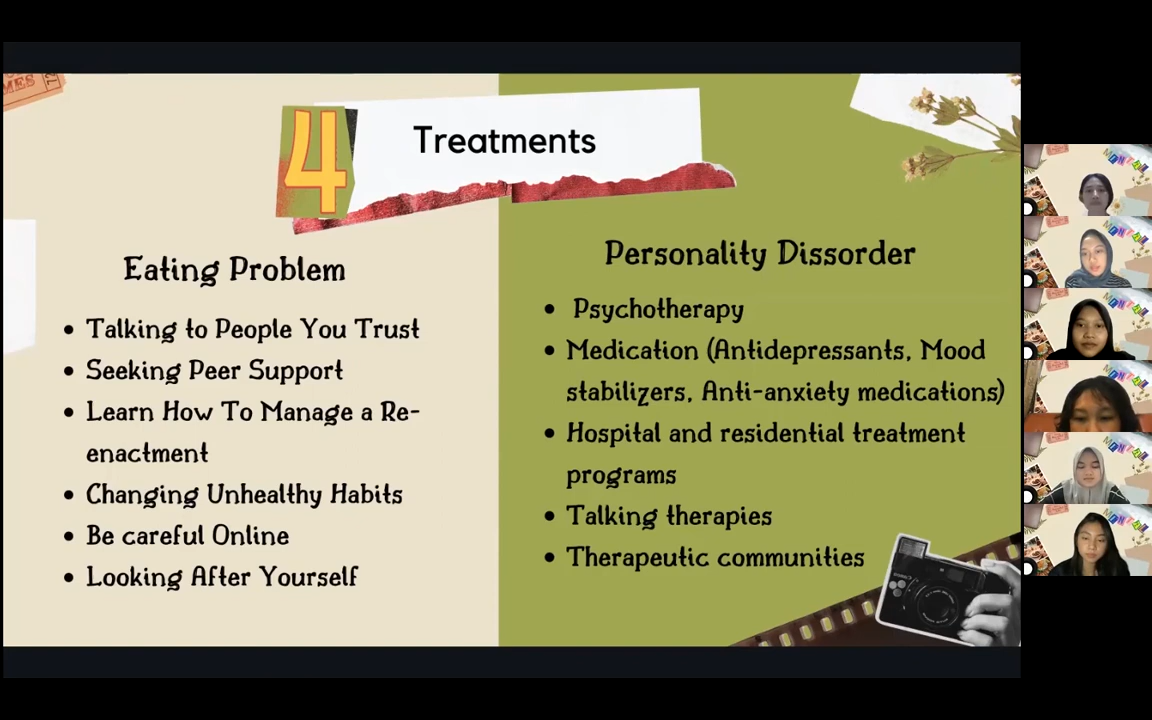 4
Treatments
Eating Problem
• Talking to People You Trust
• Seeking Peer Support
• Learn How To Manage a Re-
enactment
• Changing Unhealthy Habits
• Be careful Online
• Looking After Yourself
Personality Dissorder
• Psychotherapy
• Medication (Antidepressants, Mood
stabilizers, Anti-anxiety medications)
• Hospital and residential treatment
programs
• Talking therapies
• Therapeutic communities